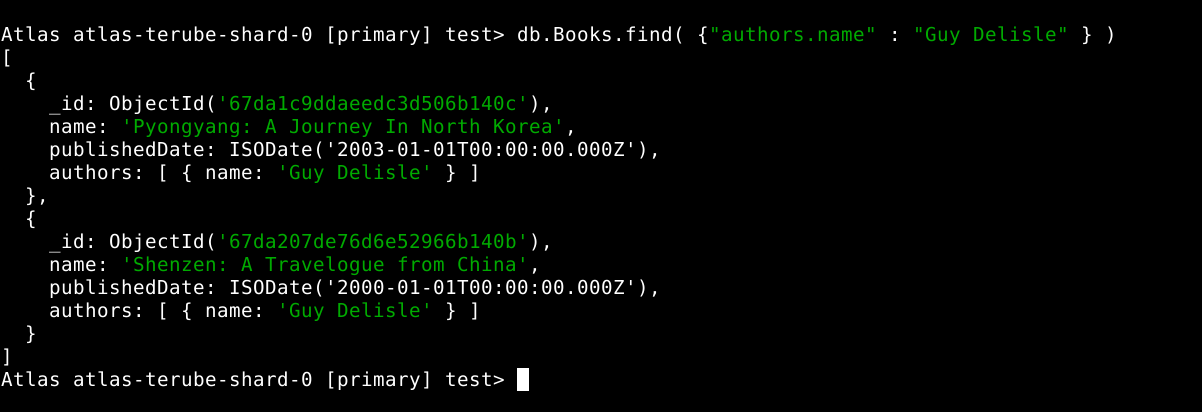 Atlas atlas-terube-shard-0 [primary] test> db.Books.find( {"authors.name" : "Guy Delisle" } )
[
  {
    _id: ObjectId('67da1c9ddaeedc3d506b140c'),
    name: 'Pyongyang: A Journey In North Korea',
    publishedDate: ISODate('2003-01-01T00:00:00.000Z'),
    authors: [ { name: 'Guy Delisle' } ]
  },
  {
    _id: ObjectId('67da207de76d6e52966b140b'),
    name: 'Shenzen: A Travelogue from China',
    publishedDate: ISODate('2000-01-01T00:00:00.000Z'),
    authors: [ { name: 'Guy Delisle' } ]
  }
]
Atlas atlas-terube-shard-0 [primary] test>